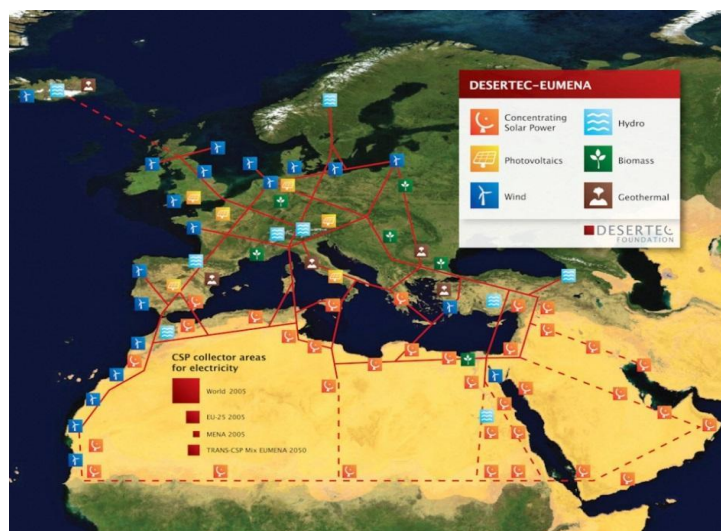 DESERTEC-EUMENA
Concentrating
Solar Power
Hydro
Photovoltaics
Biomass
Wind
Geothermal
DESERTEC
FOUNDATION
CSP collector areas
for electricity
World 2005
EU-25 2005
MENA 2005
TRANS-CSP Mix EUMENA 2050